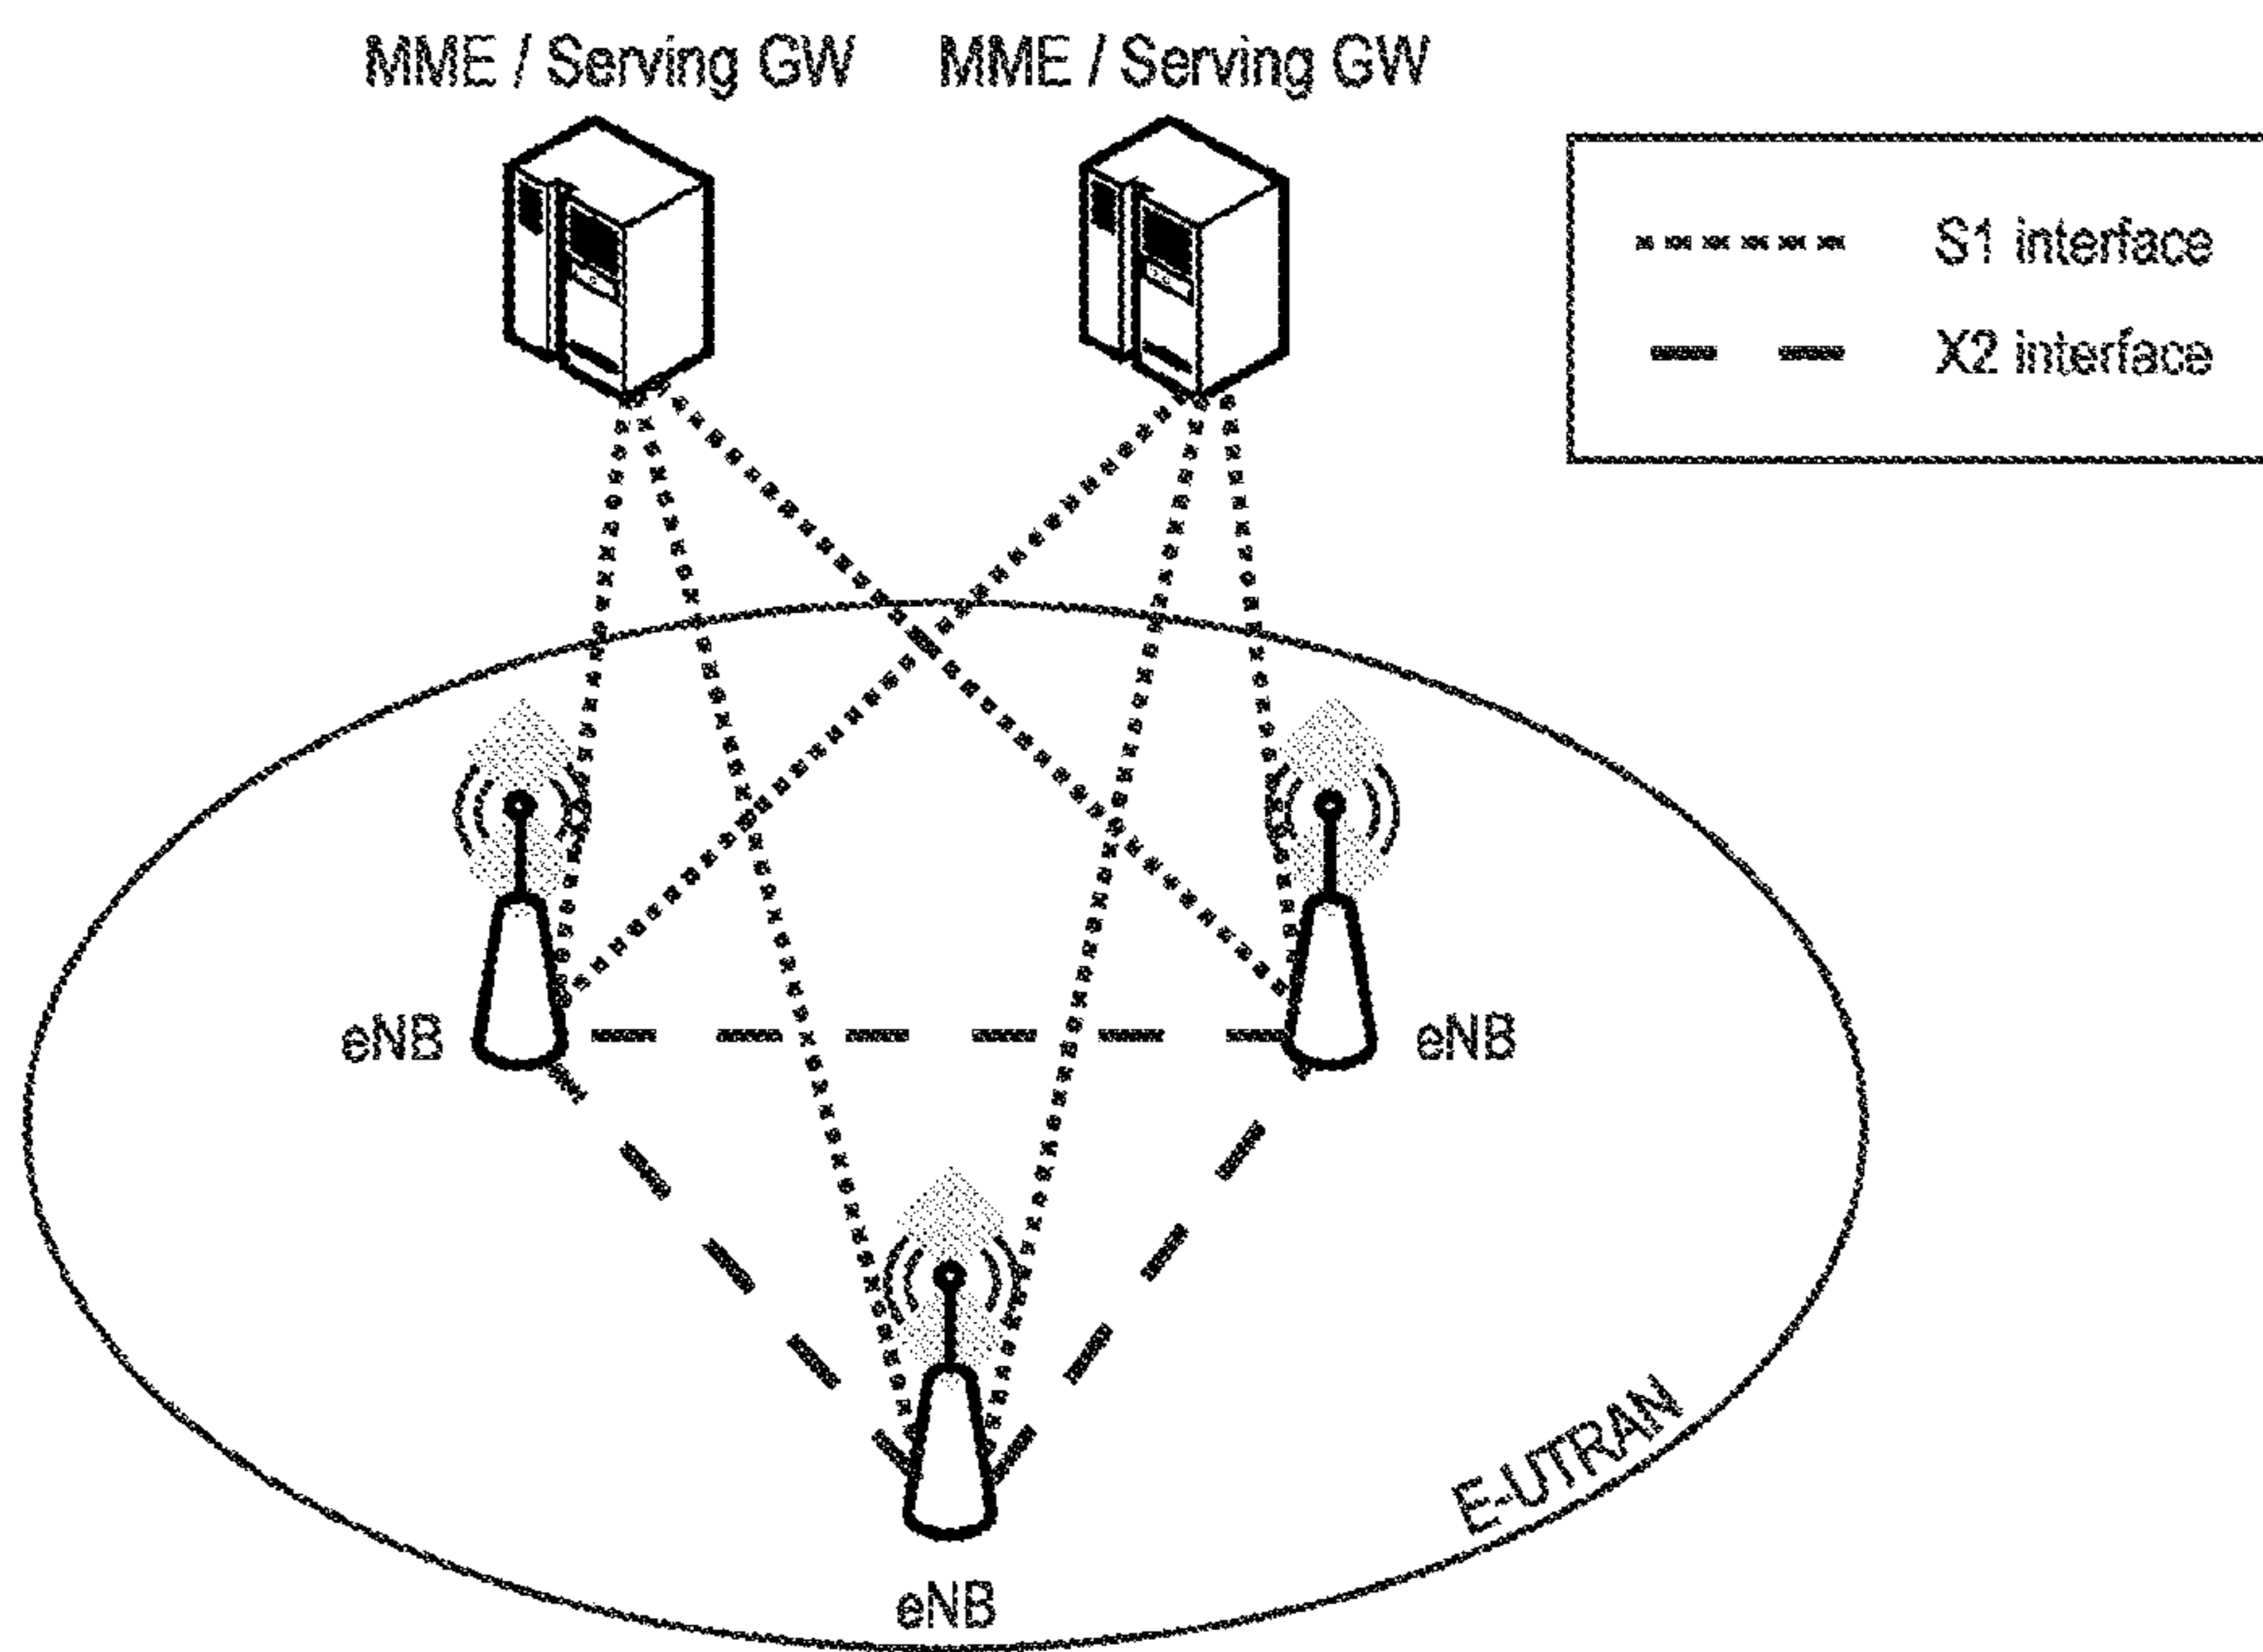 MME / Serving GW
MME / Serving GW
S1 interface
X2 interface
eNB
eNB
eNB
E-UTRAN